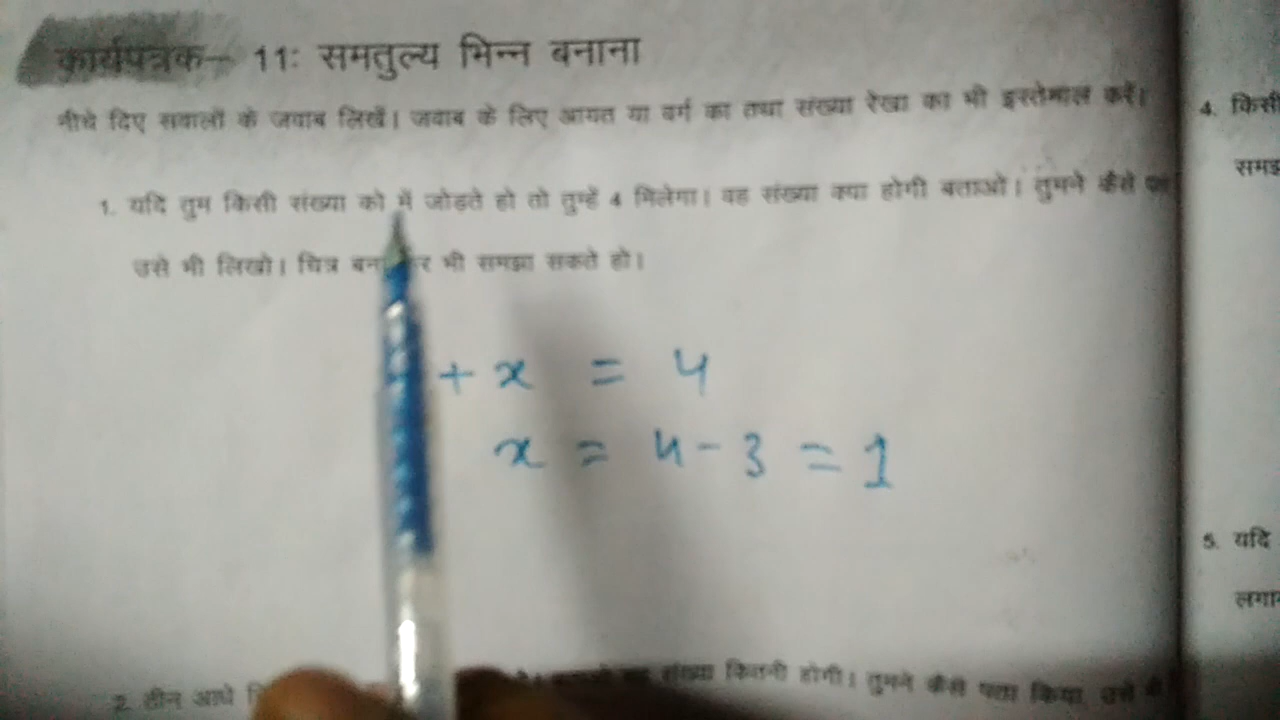 कार्यपत्रक– 11: समतुल्य भिन्न बनाना
नीचे दिए सवालों के जवाब लिखें। जवाब के लिए आयत या वर्ग का तथा संख्या रेखा का भी इस्तेमाल करें।
1. यदि तुम किसी संख्या को में जोड़ते हो तो तुम्हें 4 मिलेगा। वह संख्या क्या होगी बताओ। तुमने कैसे
उसे भी लिखो। चित्र भी समझा सकते हो।
+ x = 4
x = 4 - 3 = 1
2. तीन आधे संख्या कितनी होगी। तुमने कैसे पता किया उसे
4. किसी
समझ
5. यदि
लगा